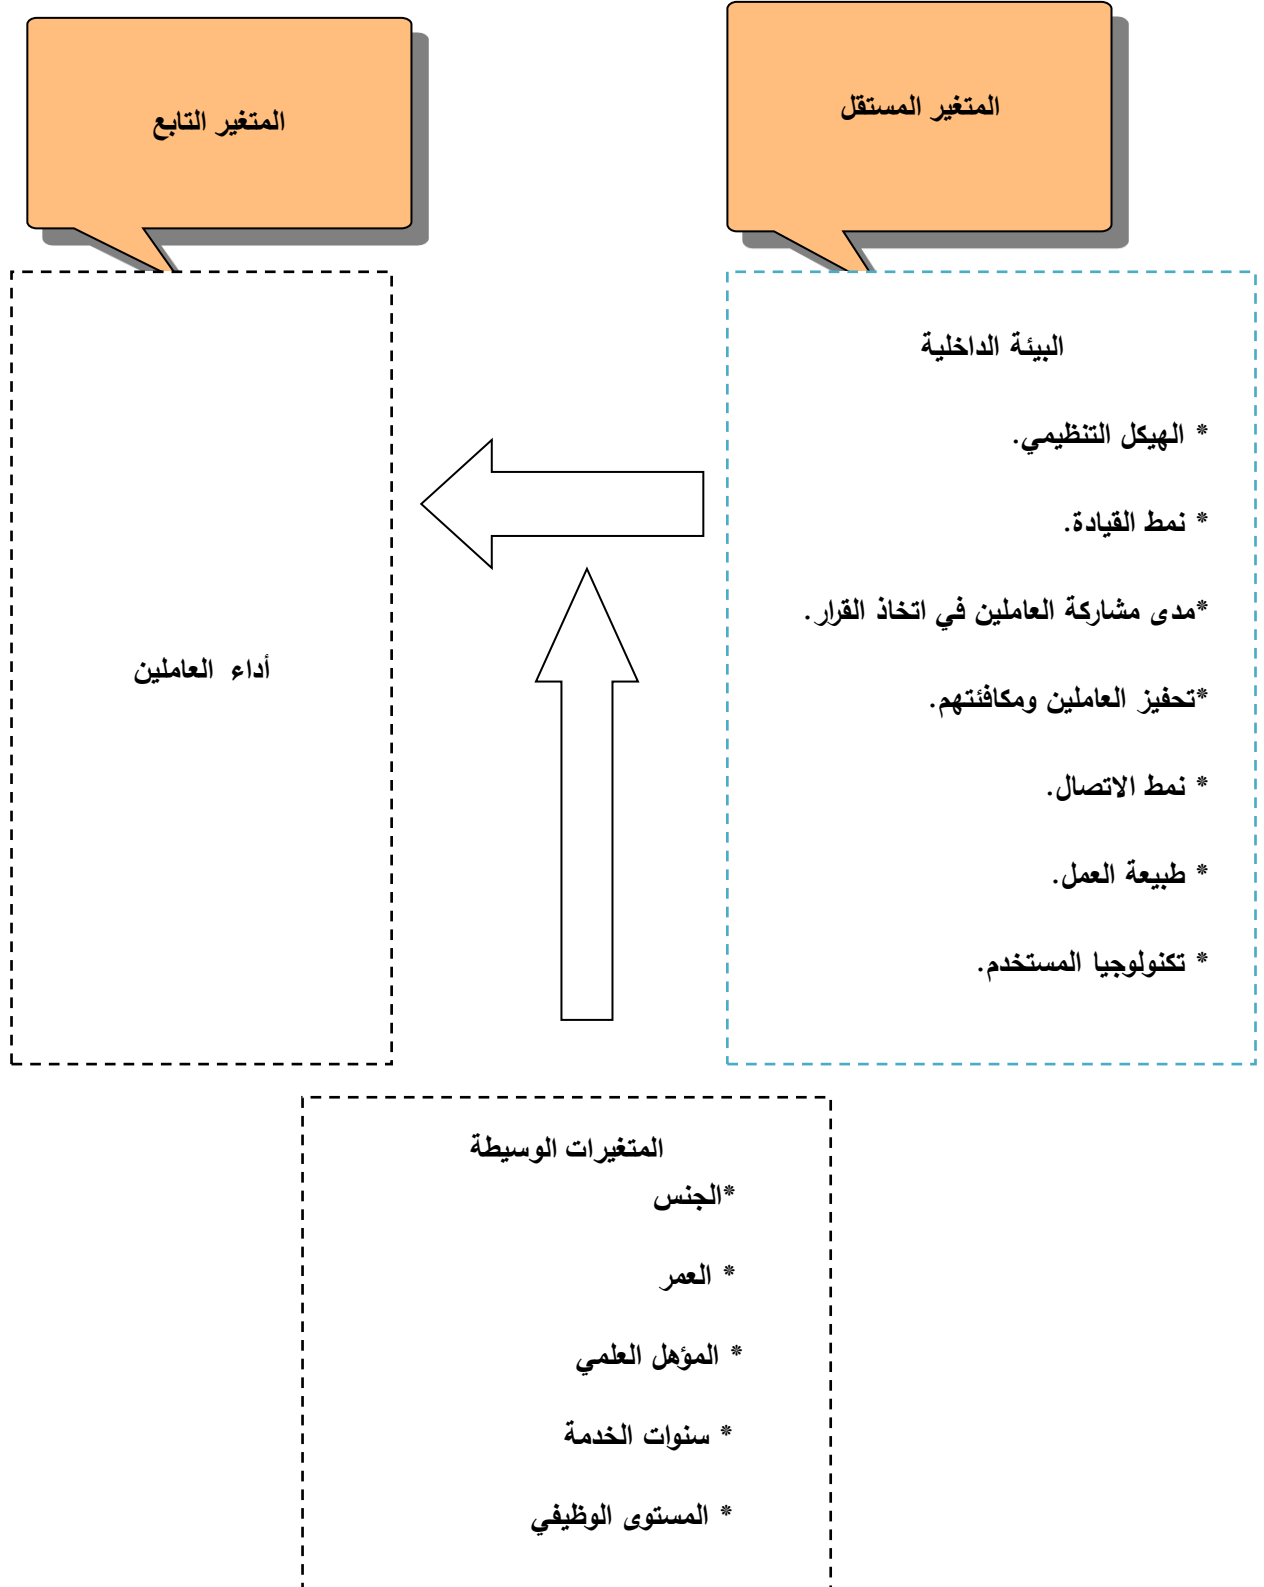 المتغير المستقل
المتغير التابع
البيئة الداخلية
* الهيكل التنظيمي.
* نمط القيادة.
*مدى مشاركة العاملين في اتخاذ القرار.
*تحفيز العاملين ومكافئتهم.
* نمط الاتصال.
* طبيعة العمل.
* تكنولوجيا المستخدم.
أداء العاملين
المتغيرات الوسيطة
*الجنس
* العمر
* المؤهل العلمي
* سنوات الخدمة
* المستوى الوظيفي